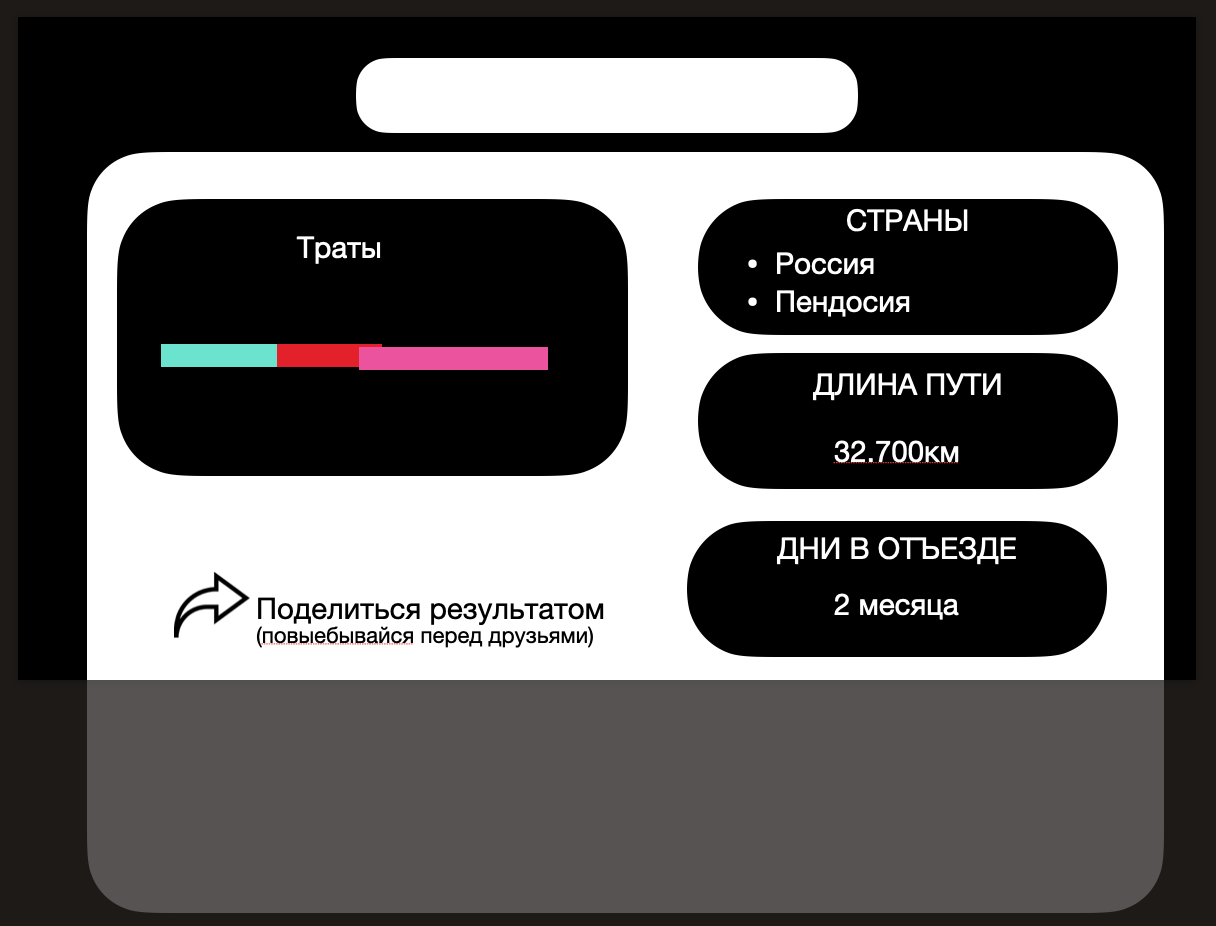 Траты
СТРАНЫ
• Россия
• Пендосия
ДЛИНА ПУТИ
32.700км
ДНИ В ОТЪЕЗДЕ
2 месяца
Поделиться результатом
(повыебывайся перед друзьями)